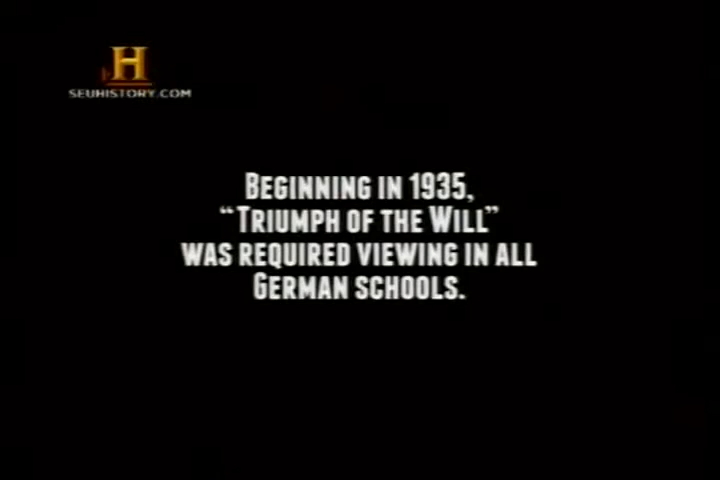 H
SEUHISTORY.COM
BEGINNING IN 1935,
“TRIUMPH OF THE WILL”
WAS REQUIRED VIEWING IN ALL
GERMAN SCHOOLS.